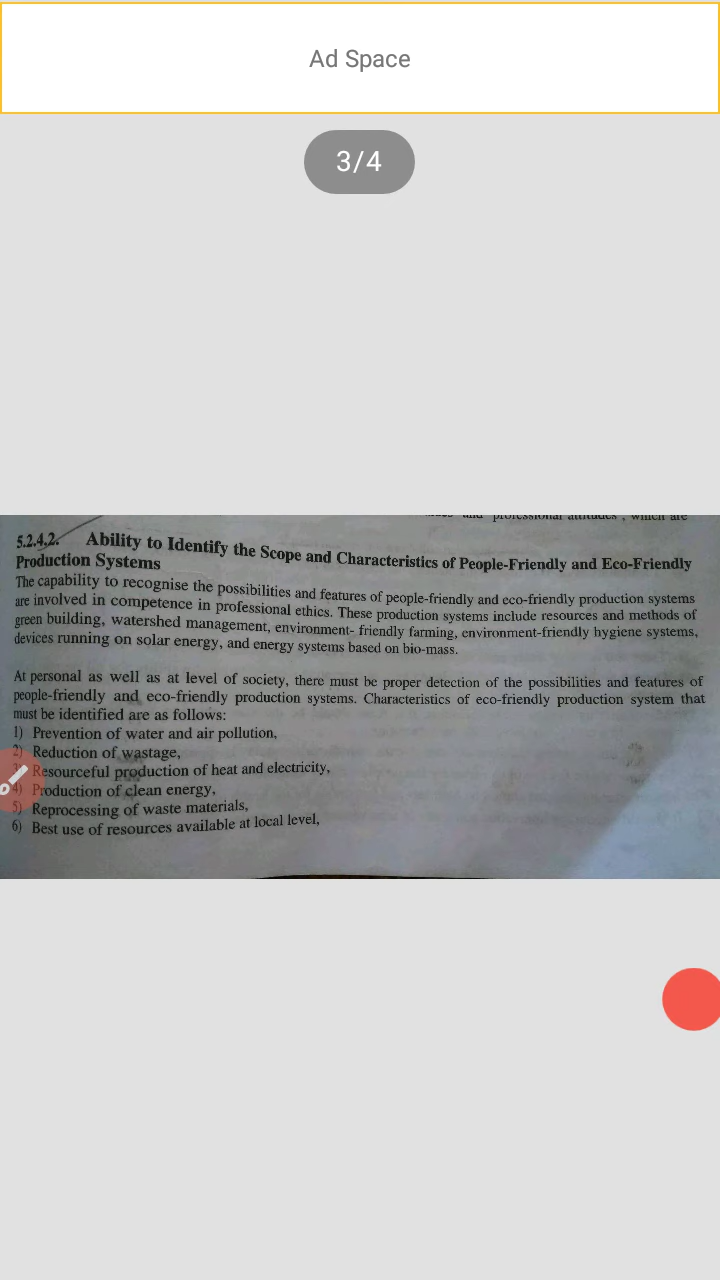 Ad Space
3/4
professional attitudes , which are
5.2.4.2. Ability to Identify the Scope and Characteristics of People-Friendly and Eco-Friendly
Production Systems
The capability to recognise the possibilities and features of people-friendly and eco-friendly production systems
are involved in competence in professional ethics. These production systems include resources and methods of
green building, watershed management, environment- friendly farming, environment-friendly hygiene systems,
devices running on solar energy, and energy systems based on bio-mass.
At personal as well as at level of society, there must be proper detection of the possibilities and features of
people-friendly and eco-friendly production systems. Characteristics of eco-friendly production system that
must be identified are as follows:
1) Prevention of water and air pollution,
2) Reduction of wastage,
Resourceful production of heat and electricity,
4) Production of clean energy,
5) Reprocessing of waste materials,
6) Best use of resources available at local level,